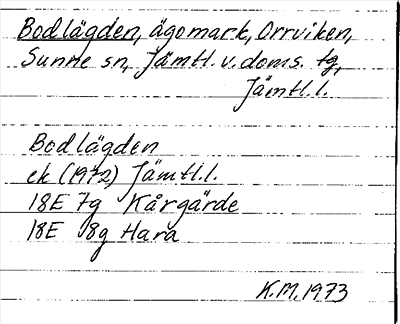 Bodlägden, ägomark, Orrviken,
Sunne sn, Jämtl. v. doms. tg,
Jämtl.l.
Bodlägden
ek (1972) Jämtl.l.
18E 7g Kårgärde
18E 8g Hara
K.M. 1973